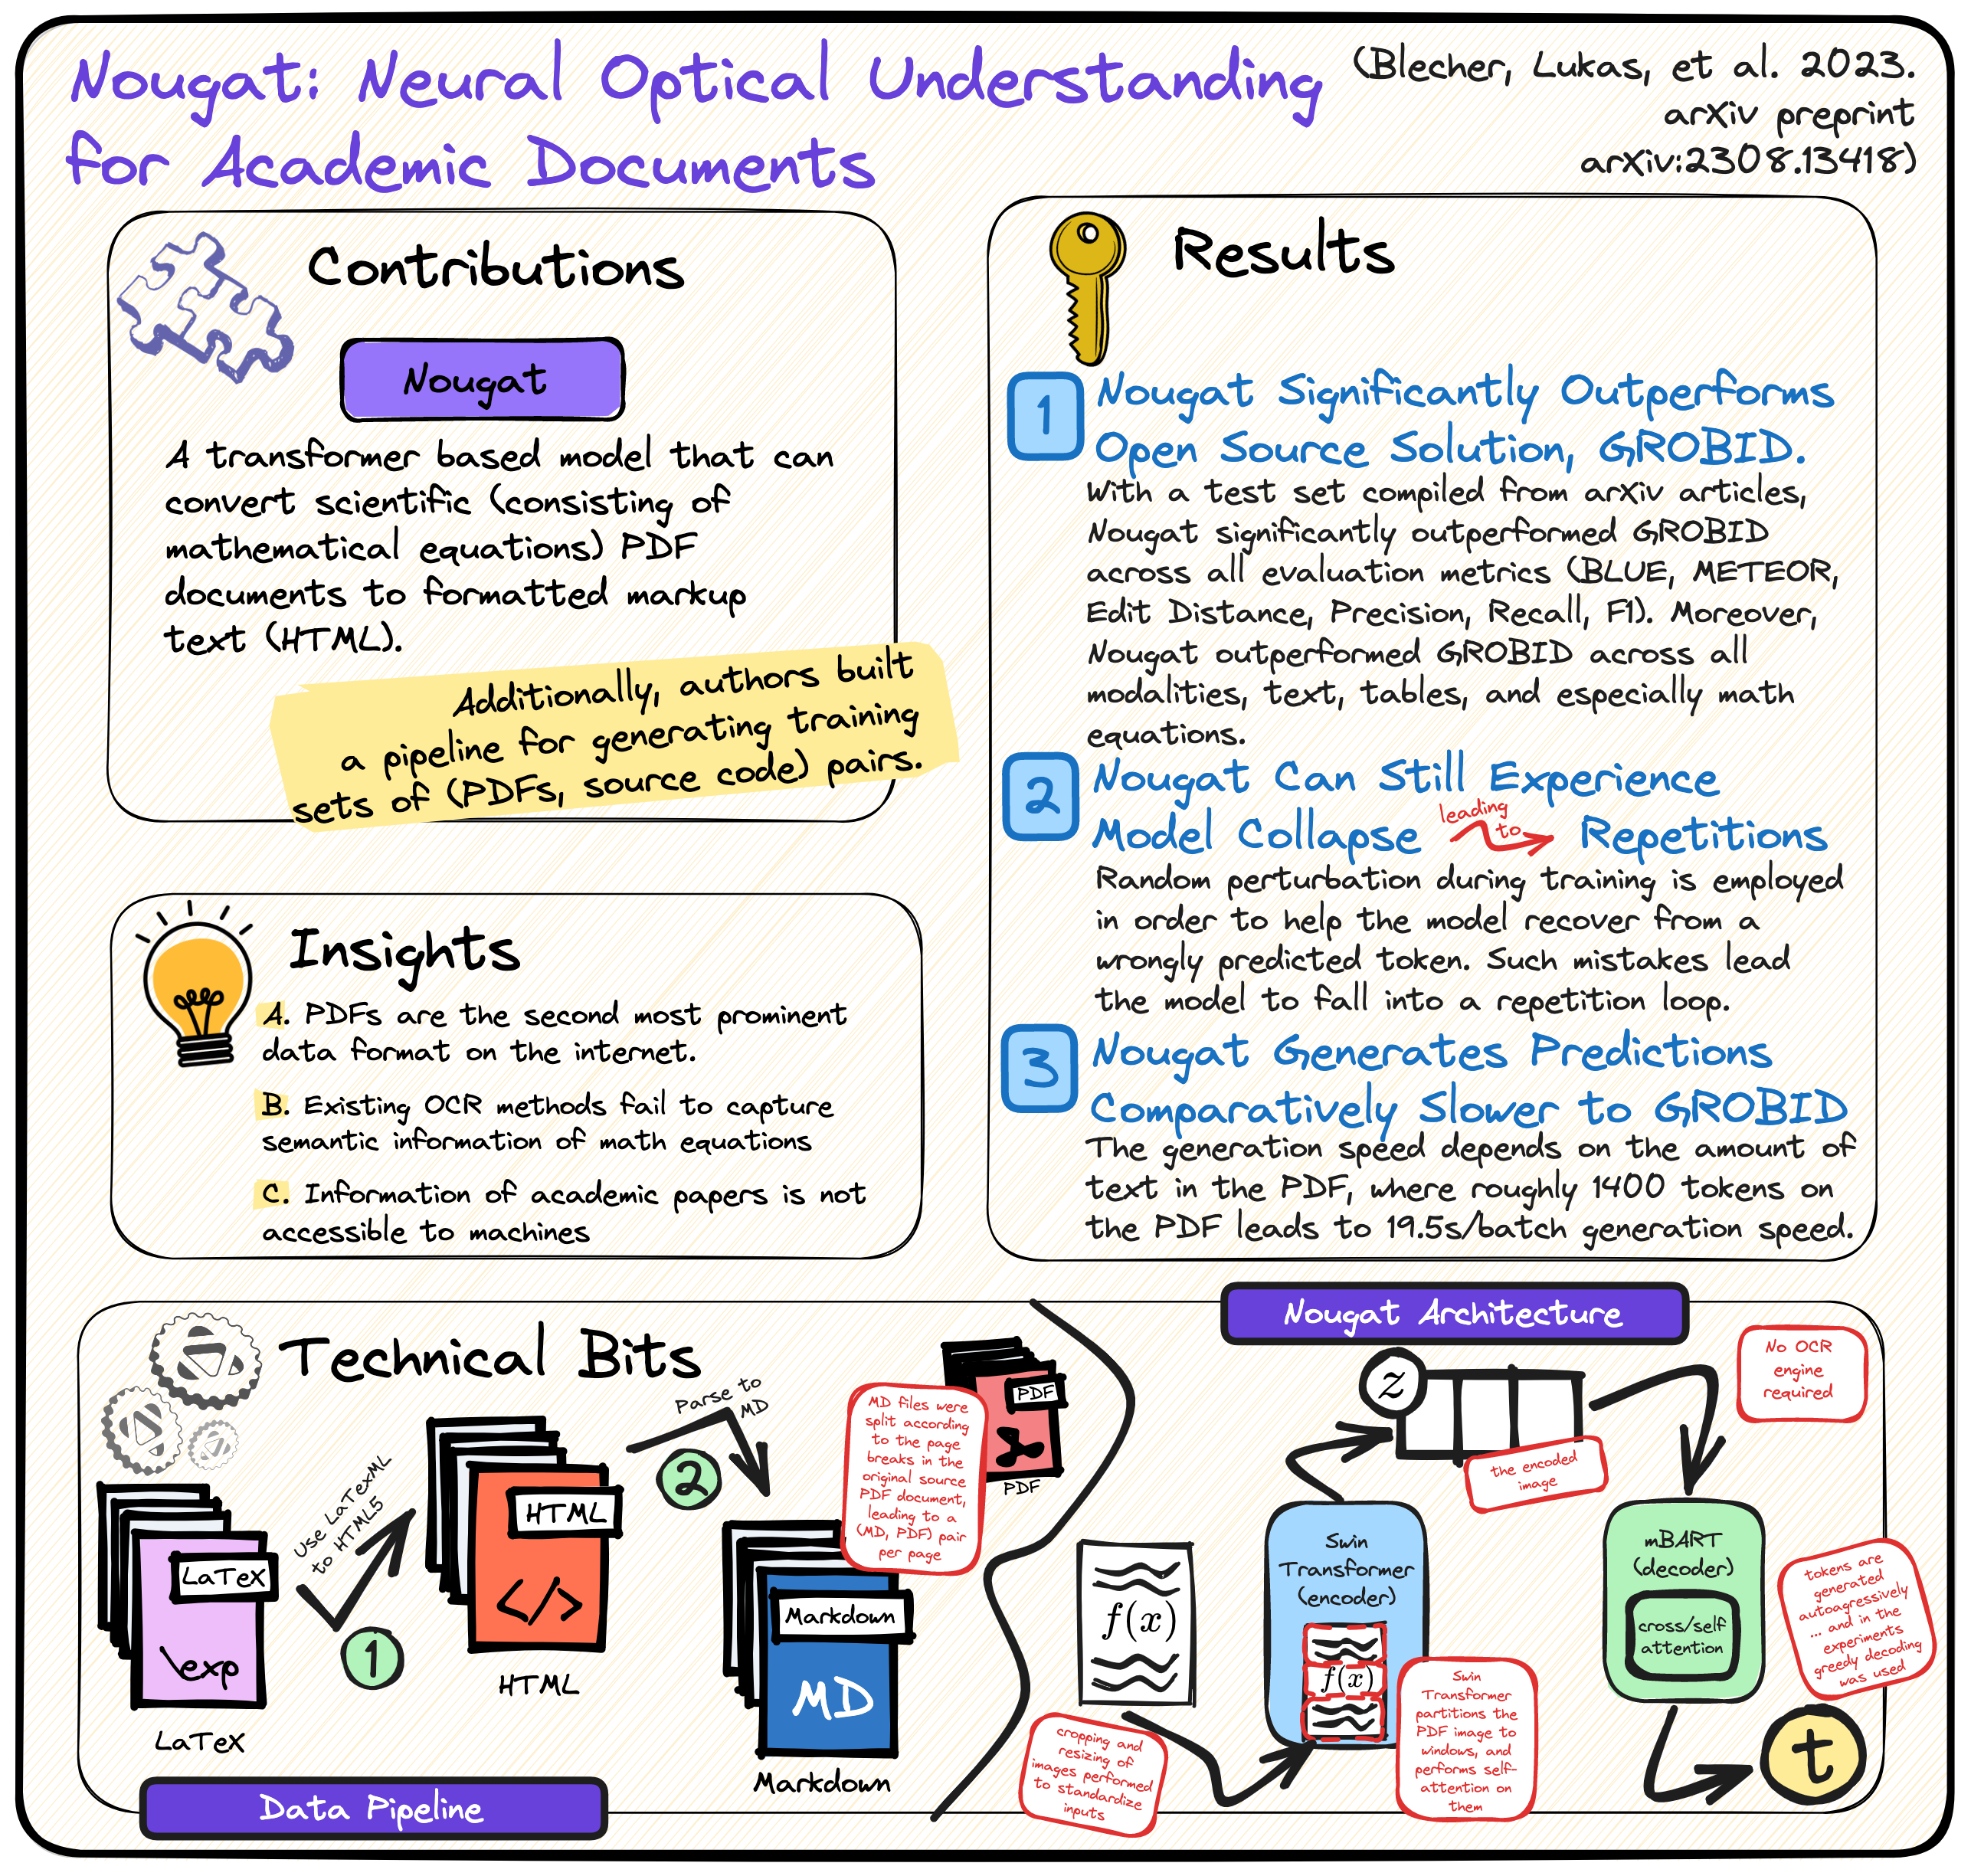 Nougat: Neural Optical Understanding
for Academic Documents
(Blecher, Lukas, et al. 2023.
arXiv preprint
arXiv:2308.13418)
Contributions
Nougat
A transformer based model that can
convert scientific (consisting of
mathematical equations) PDF
documents to formatted markup
text (HTML).
Additionally, authors built
a pipeline for generating training
sets of (PDFs, source code) pairs.
Insights
A. PDFs are the second most prominent
data format on the internet.
B. Existing OCR methods fail to capture
semantic information of math equations
C. Information of academic papers is not
accessible to machines
Results
1
Nougat Significantly Outperforms
Open Source Solution, GROBID.
With a test set compiled from arXiv articles,
Nougat significantly outperformed GROBID
across all evaluation metrics (BLUE, METEOR,
Edit Distance, Precision, Recall, F1). Moreover,
Nougat outperformed GROBID across all
modalities, text, tables, and especially math
equations.
2
Nougat Can Still Experience
Model Collapse
leading
to
Repetitions
Random perturbation during training is employed
in order to help the model recover from a
wrongly predicted token. Such mistakes lead
the model to fall into a repetition loop.
3
Nougat Generates Predictions
Comparatively Slower to GROBID
The generation speed depends on the amount of
text in the PDF, where roughly 1400 tokens on
the PDF leads to 19.5s/batch generation speed.
Technical Bits
LaTeX
\exp
LaTeX
Use LaTexML
to HTML5
1
HTML
</>
HTML
Parse to
MD
2
Markdown
MD
Markdown
MD files were
split according
to the page
breaks in the
original source
PDF document,
leading to a
(MD, PDF) pair
per page
PDF
PDF
Data Pipeline
Nougat Architecture
f(x)
cropping and
resizing of
images performed
to standardize
inputs
Swin
Transformer
(encoder)
f(x)
Swin
Transformer
partitions the
PDF image to
windows, and
performs self-
attention on
them
z
the encoded
image
No OCR
engine
required
mBART
(decoder)
cross/self
attention
tokens are
generated
autoagressively
... and in the
experiments
greedy decoding
was used
t